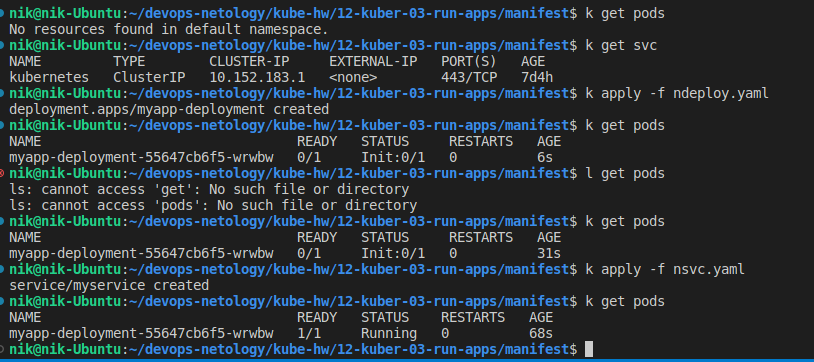 nik@nik-Ubuntu:~/devops-netology/kube-hw/12-kuber-03-run-apps/manifest$ k get pods
No resources found in default namespace.
nik@nik-Ubuntu:~/devops-netology/kube-hw/12-kuber-03-run-apps/manifest$ k get svc
NAME         TYPE        CLUSTER-IP     EXTERNAL-IP   PORT(S)   AGE
kubernetes   ClusterIP   10.152.183.1   <none>        443/TCP   7d4h
nik@nik-Ubuntu:~/devops-netology/kube-hw/12-kuber-03-run-apps/manifest$ k apply -f ndeploy.yaml
deployment.apps/myapp-deployment created
nik@nik-Ubuntu:~/devops-netology/kube-hw/12-kuber-03-run-apps/manifest$ k get pods
NAME                                READY   STATUS     RESTARTS   AGE
myapp-deployment-55647cb6f5-wrwbw   0/1     Init:0/1   0          6s
nik@nik-Ubuntu:~/devops-netology/kube-hw/12-kuber-03-run-apps/manifest$ l get pods
ls: cannot access 'get': No such file or directory
ls: cannot access 'pods': No such file or directory
nik@nik-Ubuntu:~/devops-netology/kube-hw/12-kuber-03-run-apps/manifest$ k get pods
NAME                                READY   STATUS     RESTARTS   AGE
myapp-deployment-55647cb6f5-wrwbw   0/1     Init:0/1   0          31s
nik@nik-Ubuntu:~/devops-netology/kube-hw/12-kuber-03-run-apps/manifest$ k apply -f nsvc.yaml
service/myservice created
nik@nik-Ubuntu:~/devops-netology/kube-hw/12-kuber-03-run-apps/manifest$ k get pods
NAME                                READY   STATUS    RESTARTS   AGE
myapp-deployment-55647cb6f5-wrwbw   1/1     Running   0          68s
nik@nik-Ubuntu:~/devops-netology/kube-hw/12-kuber-03-run-apps/manifest$